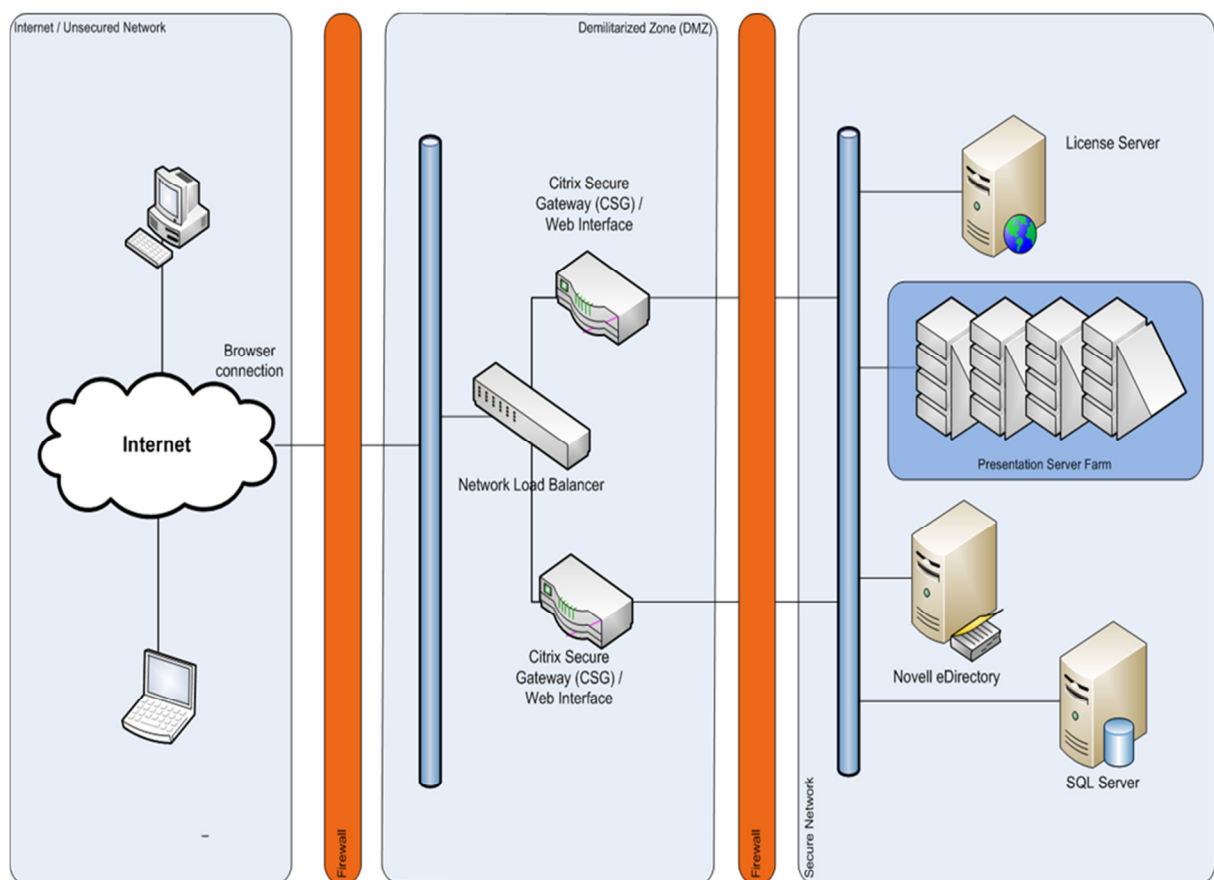 Internet / Unsecured Network
Browser
connection
Internet
Firewall
Demilitarized Zone (DMZ)
Citrix Secure
Gateway (CSG) /
Web Interface
Network Load Balancer
Citrix Secure
Gateway (CSG) /
Web Interface
Firewall
Secure Network
License Server
Presentation Server Farm
Novell eDirectory
SQL Server